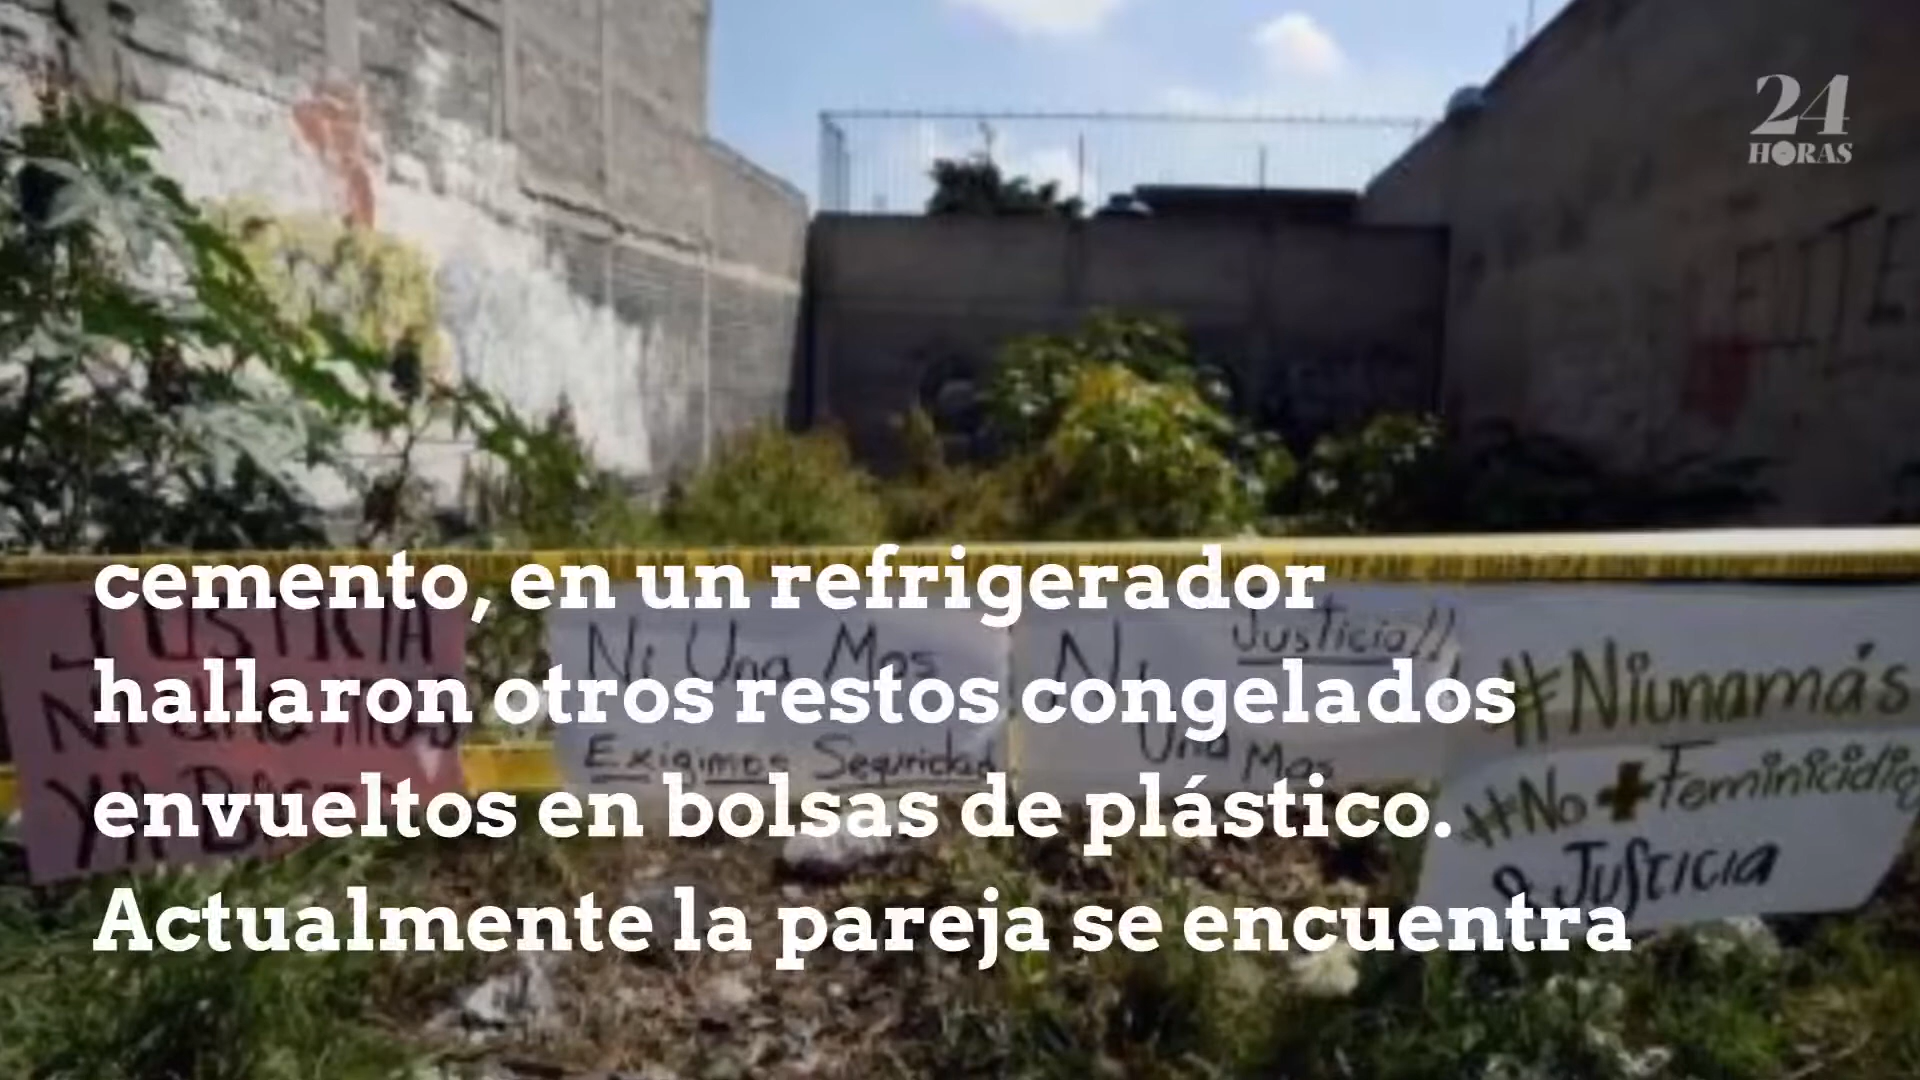 24
HORAS
cemento, en un refrigerador
hallaron otros restos congelados
envueltos en bolsas de plástico.
Actualmente la pareja se encuentra
JUSTICIA
Ni Una Mas
Exigimos Seguridad
Justicia!!
Ni
Una Mas
#Niunamás
#No + Feminicidio
Justicia